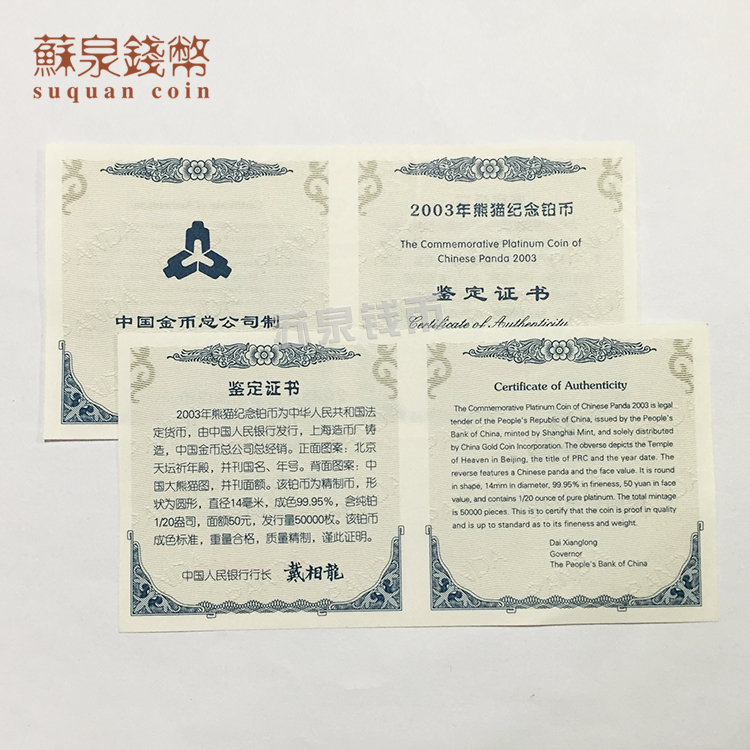 蘇泉錢幣
suquan coin
中国金币总公司制
2003年熊猫纪念铂币
The Commemorative Platinum Coin of
Chinese Panda 2003
鉴定证书
Certificate of Authenticity
苏泉钱币
鉴定证书
2003年熊猫纪念铂币为中华人民共和国法
定货币，由中国人民银行发行，上海造币厂铸
造，中国金币总公司总经销。正面图案：北京
天坛祈年殿，并刊国名、年号。背面图案：中
国大熊猫图，并刊面额。该铂币为精制币，形
状为圆形，直径14毫米，成色99.95%，含纯铂
1/20盎司，面额50元，发行量50000枚。该铂币
成色标准，重量合格，质量精制，谨此证明。
中国人民银行行长 戴相龍
Certificate of Authenticity
The Commemorative Platinum Coin of Chinese Panda 2003 is legal
tender of the People's Republic of China, issued by the People's
Bank of China, minted by Shanghai Mint, and solely distributed
by China Gold Coin Incorporation. The obverse depicts the Temple
of Heaven in Beijing, the title of PRC and the year date. The
reverse features a Chinese panda and the face value. It is round
in shape, 14mm in diameter, 99.95% in fineness, 50 yuan in face
value, and contains 1/20 ounce of pure platinum. The total mintage
is 50000 pieces. This is to certify that the coin is proof in quality
and is up to standard as to its fineness and weight.
Dai Xianglong
Governor
The People's Bank of China